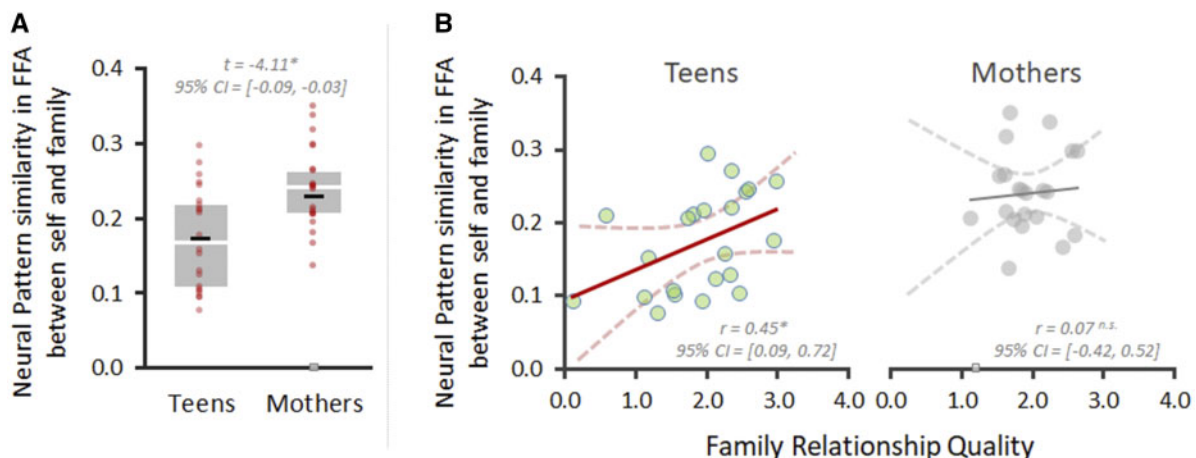 A
Neural Pattern similarity in FFA
between self and family
t = -4.11*
95% CI = [-0.09, -0.03]
0.4
0.3
0.2
0.1
0.0
Teens
Mothers
B
Neural Pattern similarity in FFA
between self and family
Teens
Mothers
0.4
0.3
0.2
0.1
0.0
r = 0.45*
95% CI = [0.09, 0.72]
r = 0.07 n.s.
95% CI = [-0.42, 0.52]
0.0 1.0 2.0 3.0 4.0
0.0 1.0 2.0 3.0 4.0
Family Relationship Quality